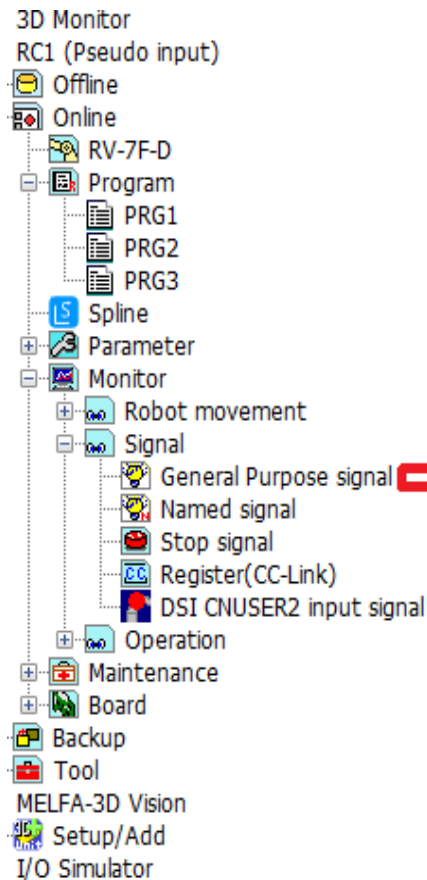 3D Monitor
RC1 (Pseudo input)
Offline
Online
RV-7F-D
Program
PRG1
PRG2
PRG3
Spline
Parameter
Monitor
Robot movement
Signal
General Purpose signal
Named signal
Stop signal
Register(CC-Link)
DSI CNUSER2 input signal
Operation
Maintenance
Board
Backup
Tool
MELFA-3D Vision
Setup/Add
I/O Simulator